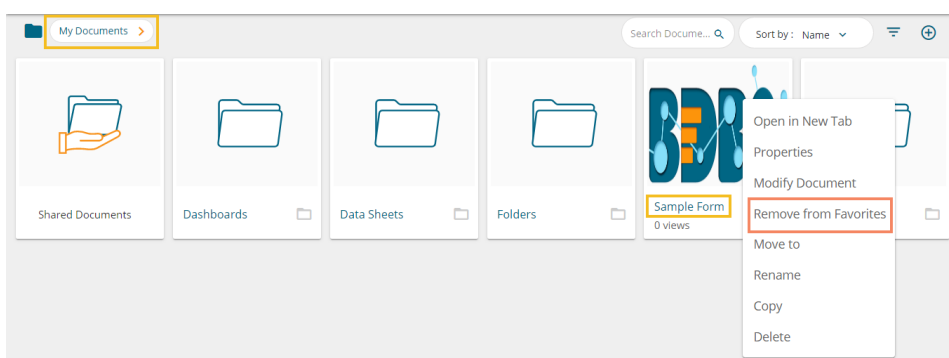 My Documents >
Search Docume...
Sort by : Name
Shared Documents
Dashboards
Data Sheets
Folders
BDB
Sample Form
0 views
Open in New Tab
Properties
Modify Document
Remove from Favorites
Move to
Rename
Copy
Delete